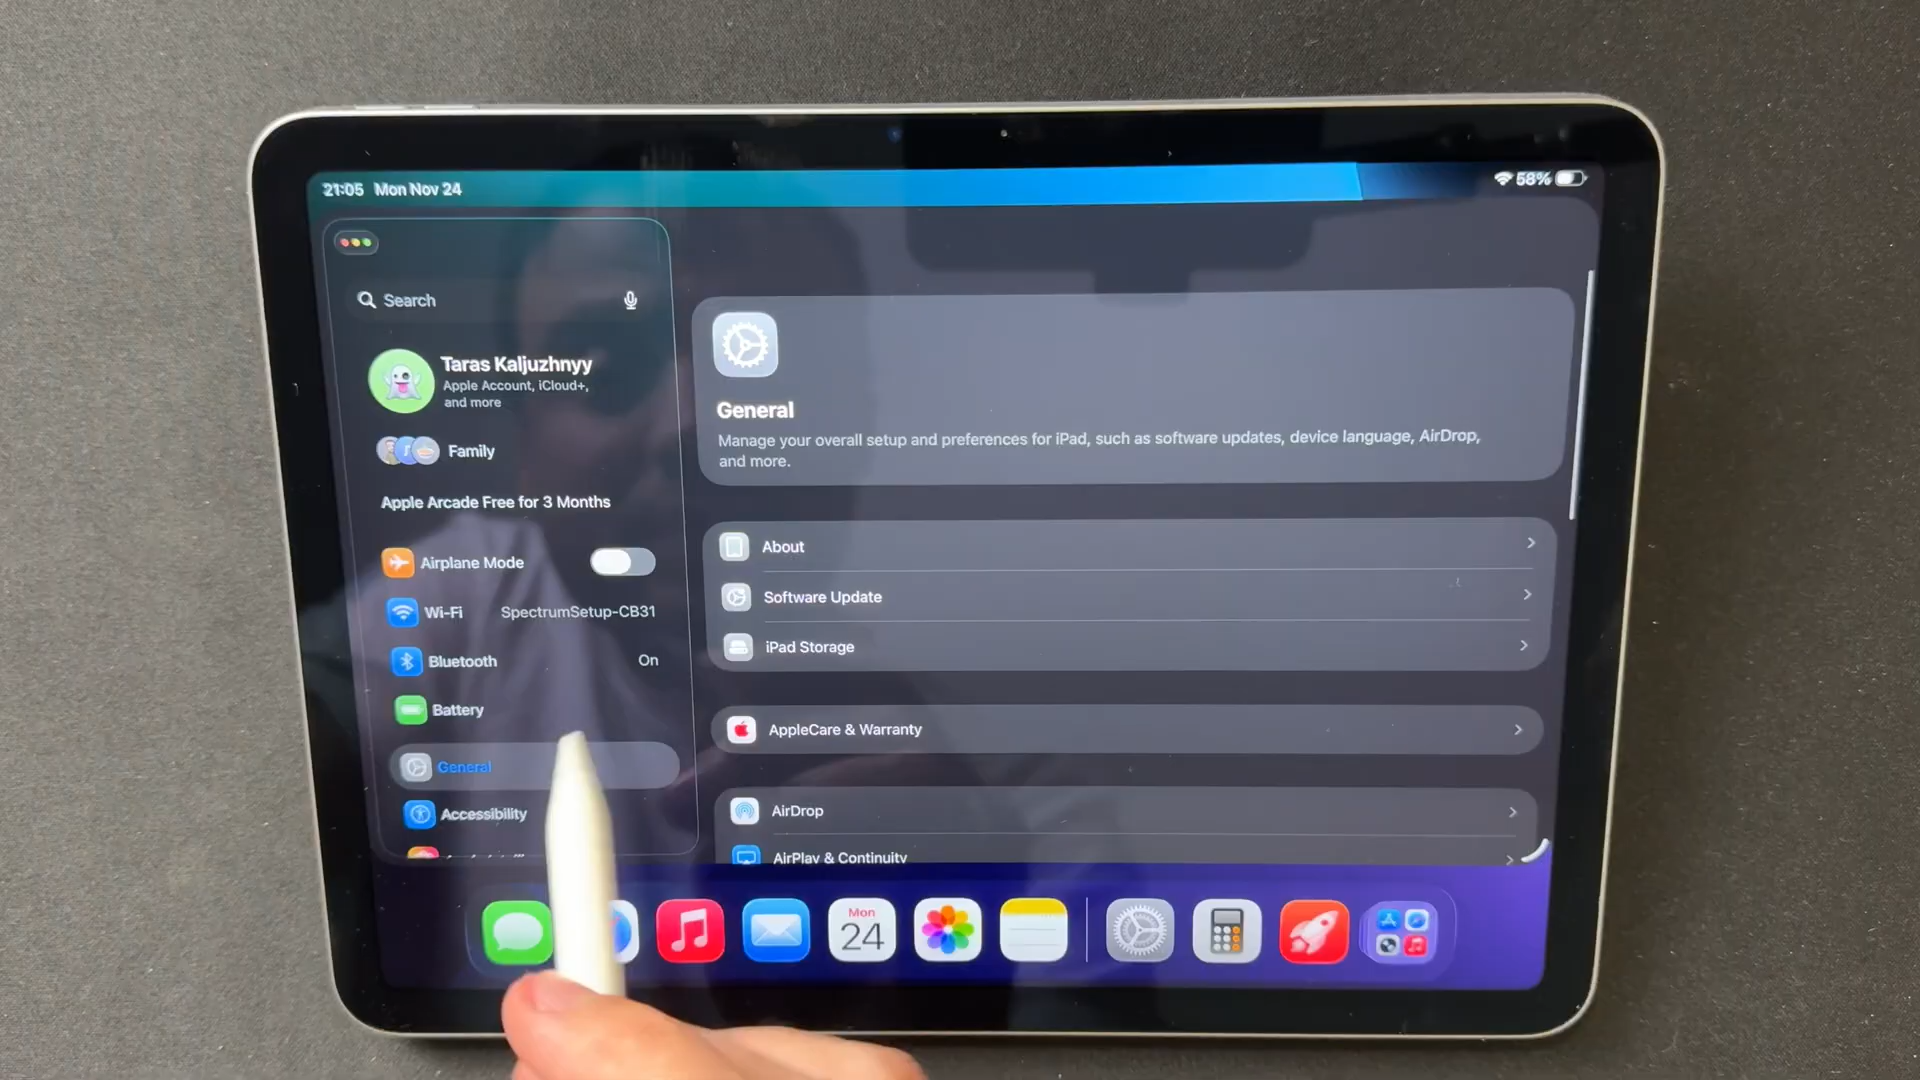 21:05 Mon Nov 24
58%
Search
Taras Kaljuzhnyy
Apple Account, iCloud+,
and more
Family
Apple Arcade Free for 3 Months
Airplane Mode
Wi-Fi SpectrumSetup-CB31
Bluetooth On
Battery
General
Accessibility
General
Manage your overall setup and preferences for iPad, such as software updates, device language, AirDrop,
and more.
About
Software Update
iPad Storage
AppleCare & Warranty
AirDrop
AirPlay & Continuity
Mon
24